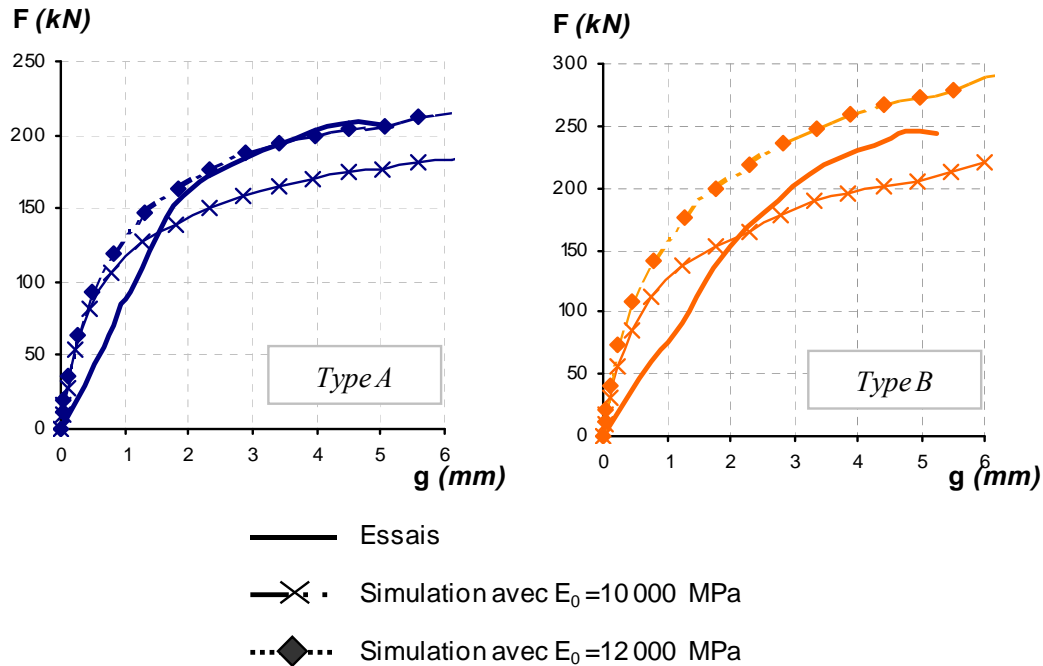 F (kN)
250
200
150
100
50
0
0 1 2 3 4 5 6
g (mm)
Type A
F (kN)
300
250
200
150
100
50
0
0 1 2 3 4 5 6
g (mm)
Type B
Essais
Simulation avec E₀ =10 000 MPa
Simulation avec E₀ =12 000 MPa